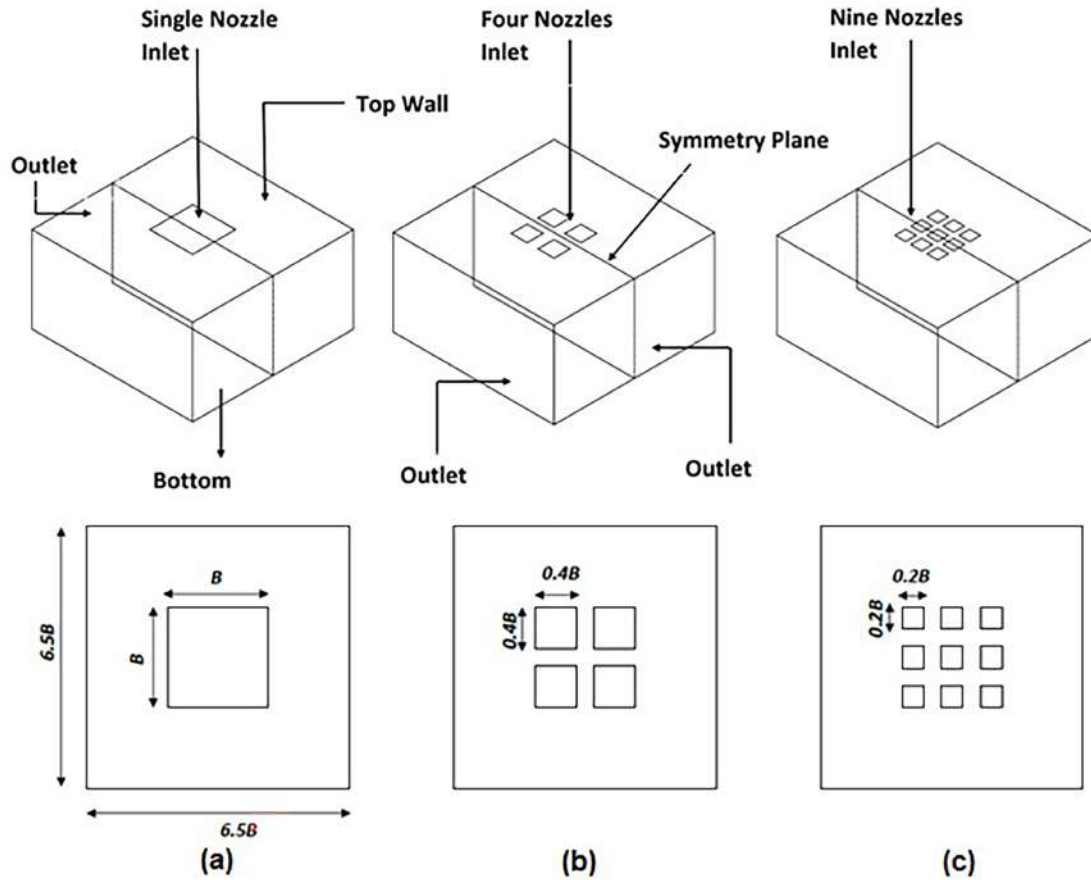 Single Nozzle
Inlet
Four Nozzles
Inlet
Nine Nozzles
Inlet
Top Wall
Symmetry Plane
Outlet
Bottom
Outlet
Outlet
B
B
6.5B
6.5B
(a)
0.4B
0.4B
(b)
0.2B
0.2B
(c)